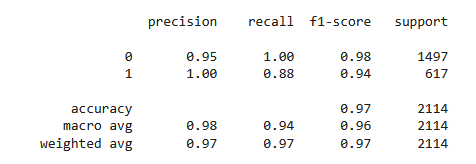 precision recall f1-score support
0 0.95 1.00 0.98 1497
1 1.00 0.88 0.94 617
accuracy 0.97 2114
macro avg 0.98 0.94 0.96 2114
weighted avg 0.97 0.97 0.97 2114